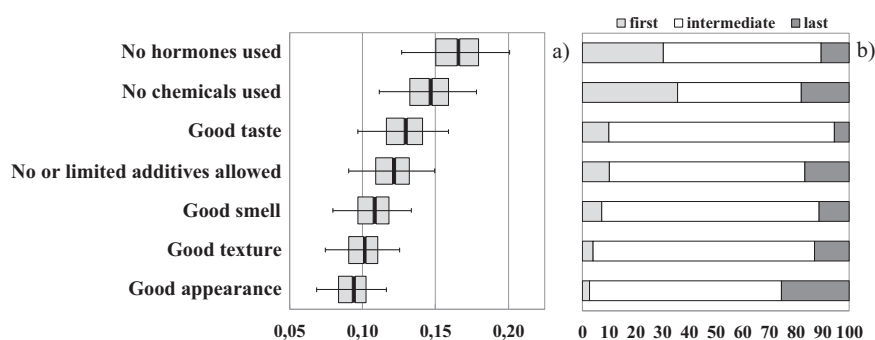 first intermediate last
No hormones used
a)
b)
No chemicals used
Good taste
No or limited additives allowed
Good smell
Good texture
Good appearance
0,05 0,10 0,15 0,20
0 10 20 30 40 50 60 70 80 90 100